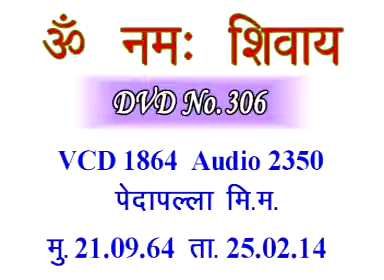 ॐ नमः शिवाय
DVD No. 306
VCD 1864 Audio 2350
पेदापल्ला मि.म.
मु. 21.09.64 ता. 25.02.14